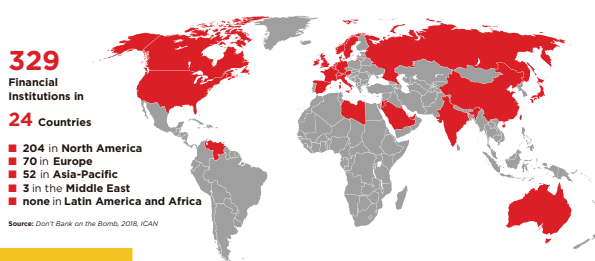 329
Financial
Institutions in
24 Countries
204 in North America
70 in Europe
52 in Asia-Pacific
3 in the Middle East
none in Latin America and Africa
Source: Don't Bank on the Bomb, 2018, ICAN